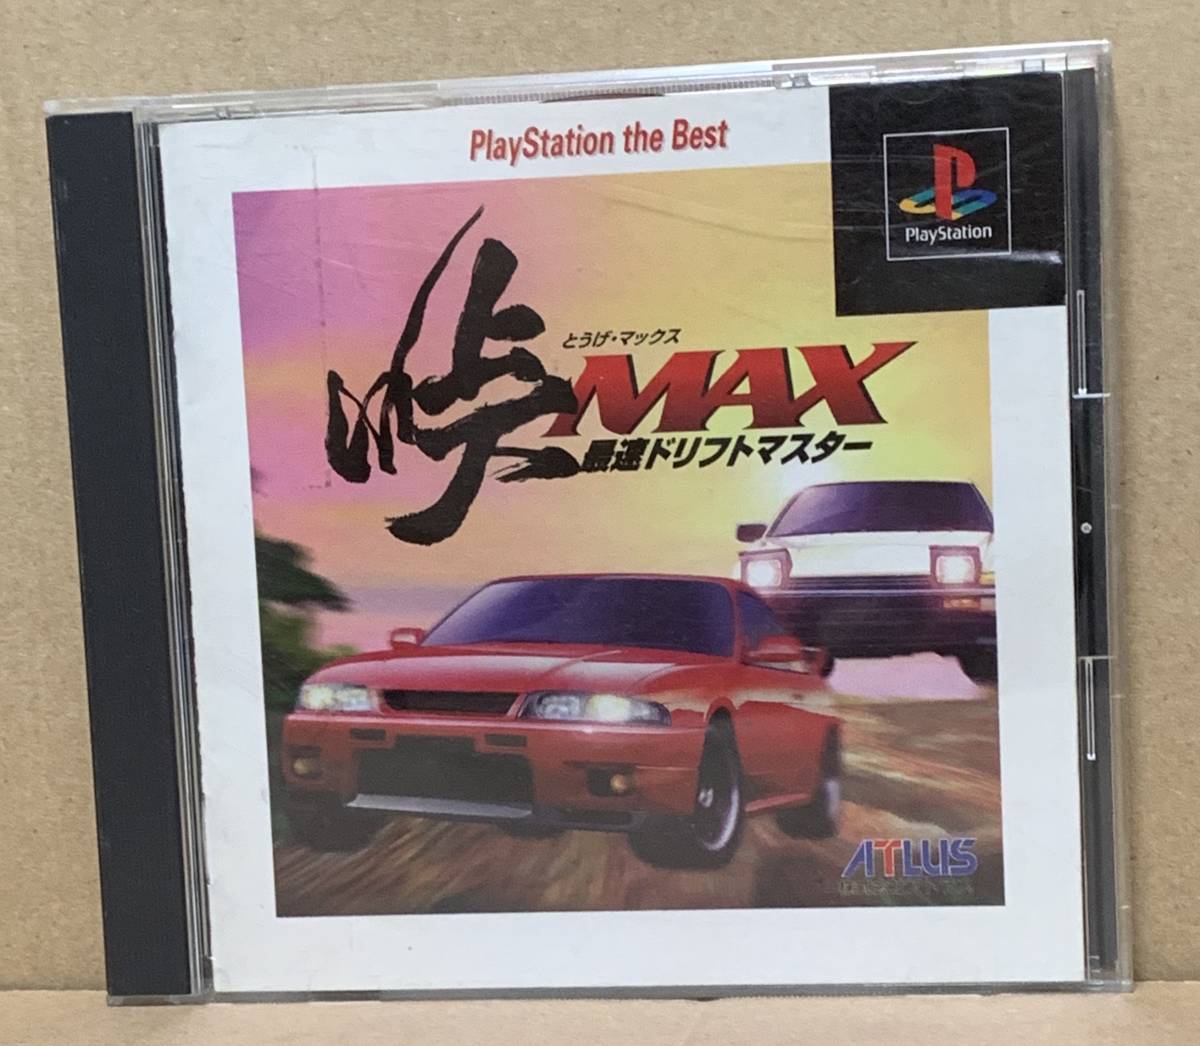 PlayStation the Best
PlayStation
とうげ・マックス
峠MAX
最速ドリフトマスター
ATLUS